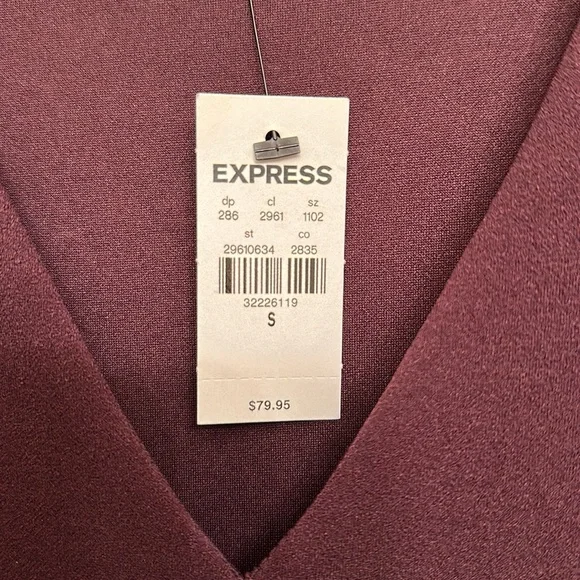 EXPRESS
dp cl sz
286 2961 1102
st co
29610634 2835
32226119
S
$79.95